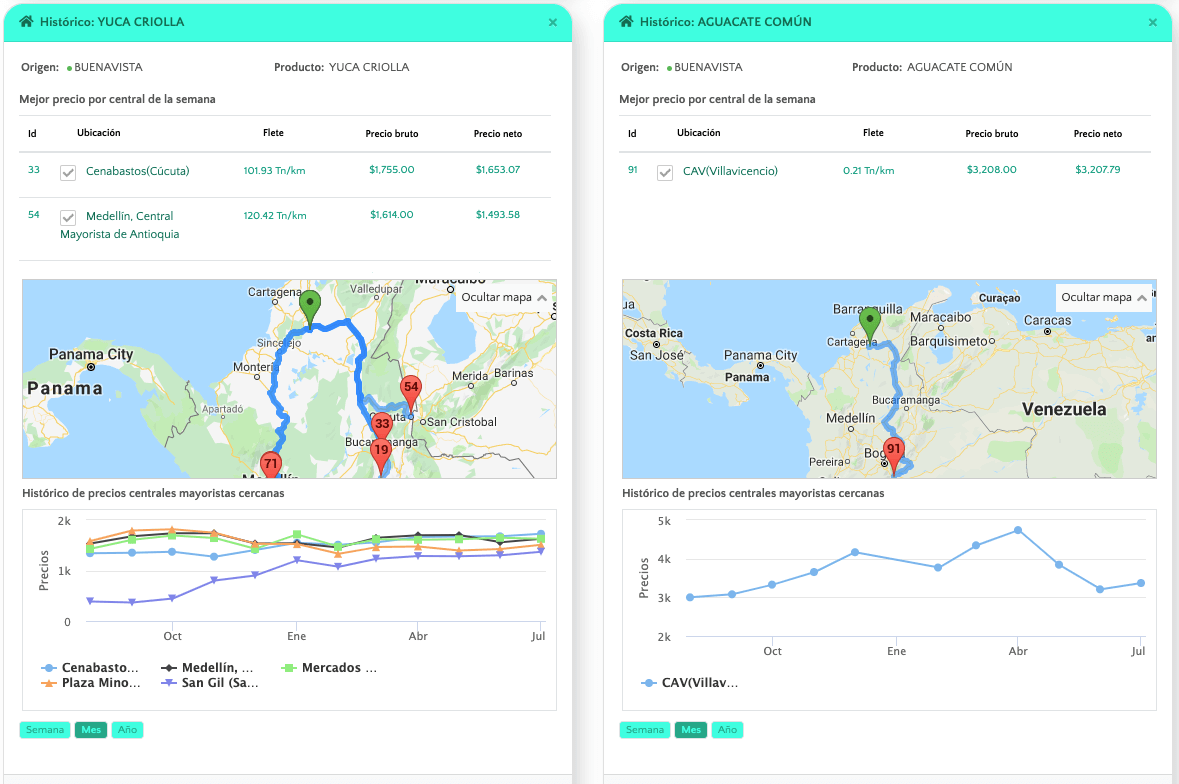 Histórico: YUCA CRIOLLA ×
Origen: BUENAVISTA Producto: YUCA CRIOLLA
Mejor precio por central de la semana
Id Ubicación Flete Precio bruto Precio neto
33 Cenabastos(Cúcuta) 101.93 Tn/km $1,755.00 $1,653.07
54 Medellín, Central 120.42 Tn/km $1,614.00 $1,493.58
Mayorista de Antioquia
Maracaibo
Cartagena
Valledupar
Ocultar mapa
Sincelejo
Panama City
Montería
Merida
Barinas
Panama
54
Apartadó
33
San Cristobal
Bucaramanga
19
71
Medellín
Histórico de precios centrales mayoristas cercanas
2k
1k
0
Precios
Oct Ene Abr Jul
Cenabasto... Medellín, ... Mercados ...
Plaza Mino... San Gil (Sa...
Semana Mes Año
Histórico: AGUACATE COMÚN ×
Origen: BUENAVISTA Producto: AGUACATE COMÚN
Mejor precio por central de la semana
Id Ubicación Flete Precio bruto Precio neto
91 CAV(Villavicencio) 0.21 Tn/km $3,208.00 $3,207.79
Curaçao
Ocultar mapa
Barranquilla
Maracaibo
Caracas
Costa Rica
Cartagena
Barquisimeto
San José
Panama City
Panama
Bucaramanga
Venezuela
Medellín
91
Pereira
Histórico de precios centrales mayoristas cercanas
5k
4k
3k
2k
Precios
Oct Ene Abr Jul
CAV(Villav...
Semana Mes Año